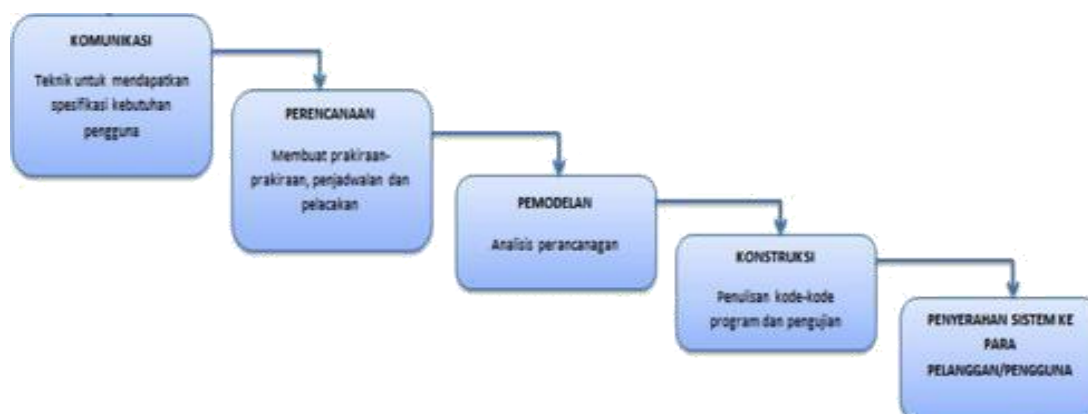 KOMUNIKASI
Teknik untuk mendapatkan
spesifikasi kebutuhan
pengguna
PERENCANAAN
Membuat prakiraan-
prakiraan, penjadwalan dan
pelacakan
PEMODELAN
Analisis perancanagan
KONSTRUKSI
Penulisan kode-kode
program dan pengujian
PENYERAHAN SISTEM KE
PARA
PELANGGAN/PENGGUNA